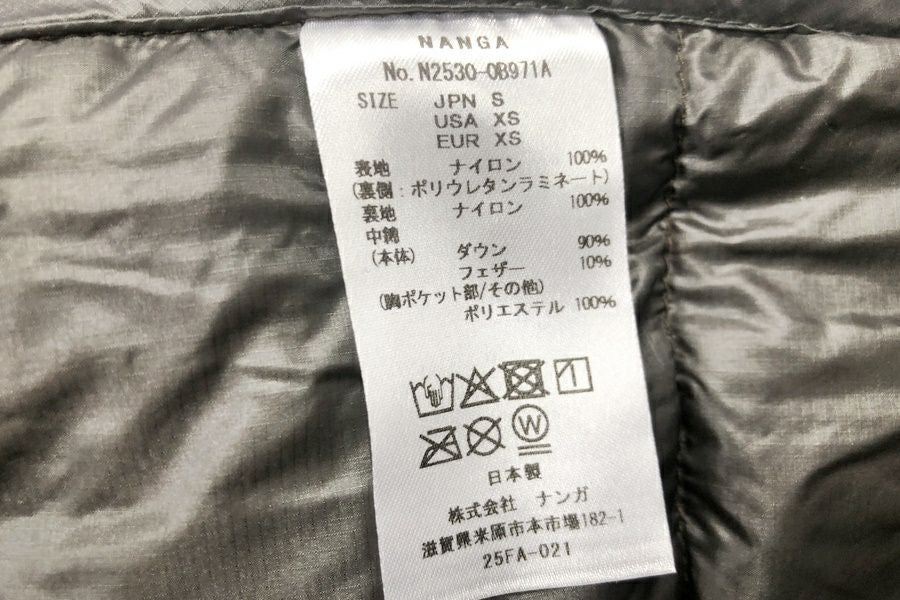 NANGA
No. N2530-0B971A
SIZE JPN S
USA XS
EUR XS
表地 ナイロン 100%
(裏側:ポリウレタンラミネート)
裏地 ナイロン 100%
中綿
(本体) ダウン 90%
フェザー 10%
(胸ポケット部/その他)
ポリエステル 100%
W
日本製
株式会社 ナンガ
滋賀県米原市本市場182-1
25FA-021